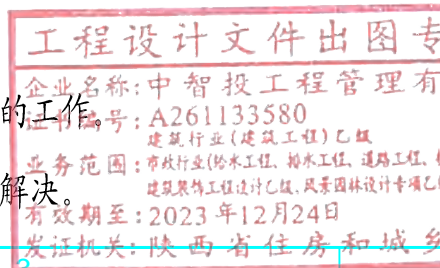 工程设计文件出图专
企业名称:中智投工程管理有
的工作。
证书编号:A261133580
建筑行业(建筑工程)乙级
业务范围:市政行业(给水工程、排水工程、道路工程、
建筑装饰工程设计乙级、风景园林设计专项乙
解决。
有效期至:2023年12月24日
发证机关:陕西省住房和城乡